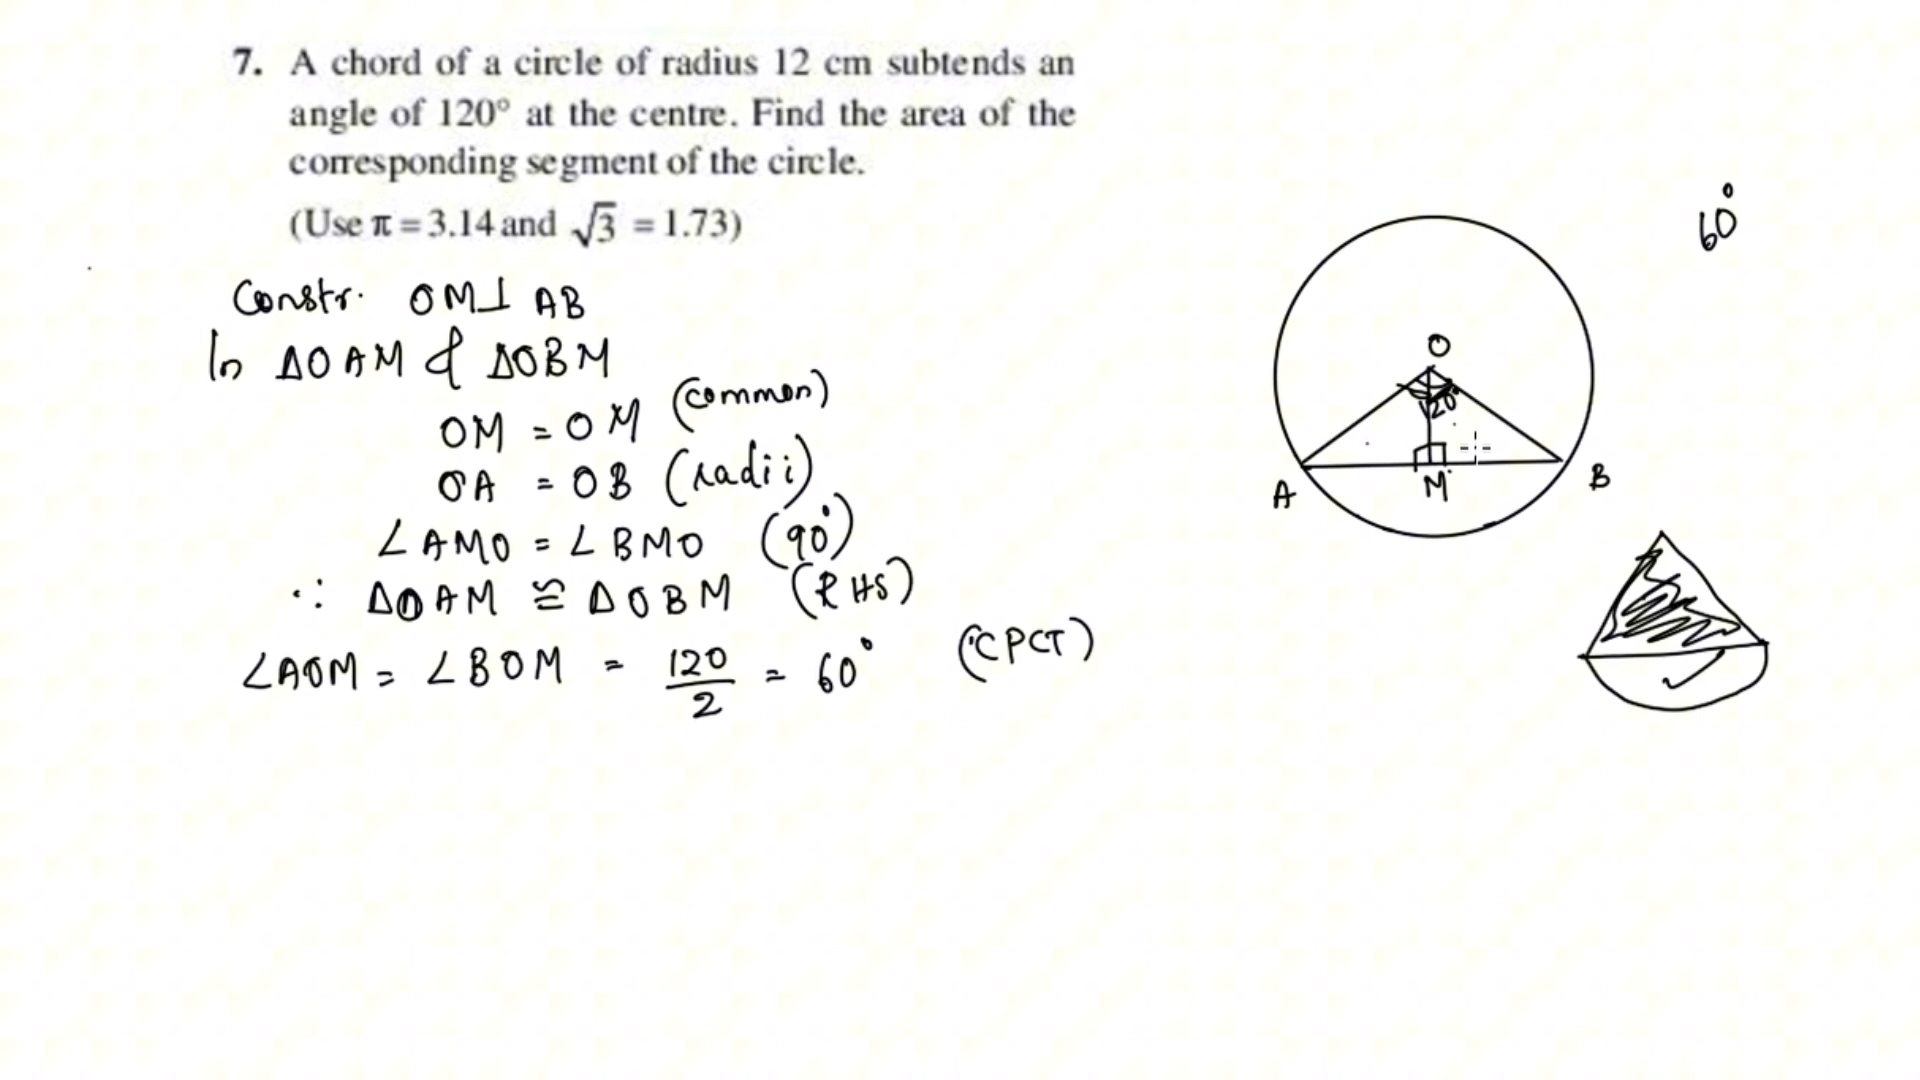 7. A chord of a circle of radius 12 cm subtends an
angle of 120° at the centre. Find the area of the
corresponding segment of the circle.
(Use π = 3.14 and √3 = 1.73)
Constr. OM⊥ AB
In ΔOAM & ΔOBM
OM = OM (common)
OA = OB (radii)
∠AMO = ∠BMO (90°)
∴ ΔOAM ≅ ΔOBM (RHS)
∠AOM = ∠BOM = 120/2 = 60° (CPCT)
60°
O
120°
A
M
B